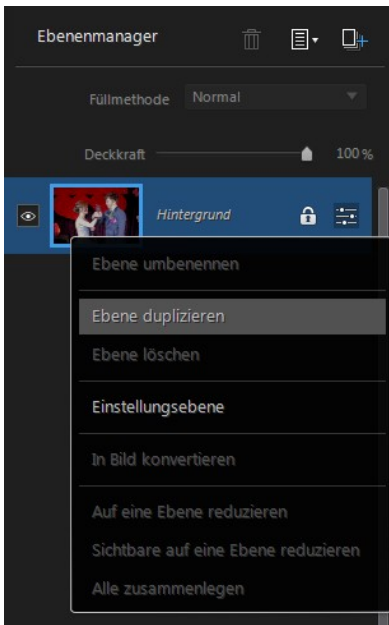 Ebenenmanager
Füllmethode Normal
Deckkraft 100 %
Hintergrund
Ebene umbenennen
Ebene duplizieren
Ebene löschen
Einstellungsebene
In Bild konvertieren
Auf eine Ebene reduzieren
Sichtbare auf eine Ebene reduzieren
Alle zusammenlegen